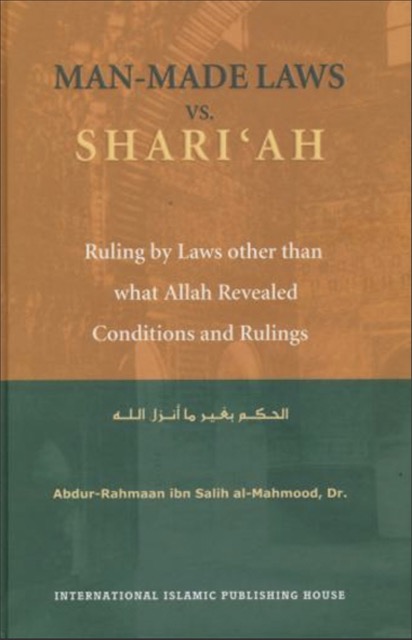 MAN-MADE LAWS
VS.
SHARI‘AH
Ruling by Laws other than
what Allah Revealed
Conditions and Rulings
الحكم بغير ما أنزل الله
Abdur-Rahmaan ibn Salih al-Mahmood, Dr.
INTERNATIONAL ISLAMIC PUBLISHING HOUSE